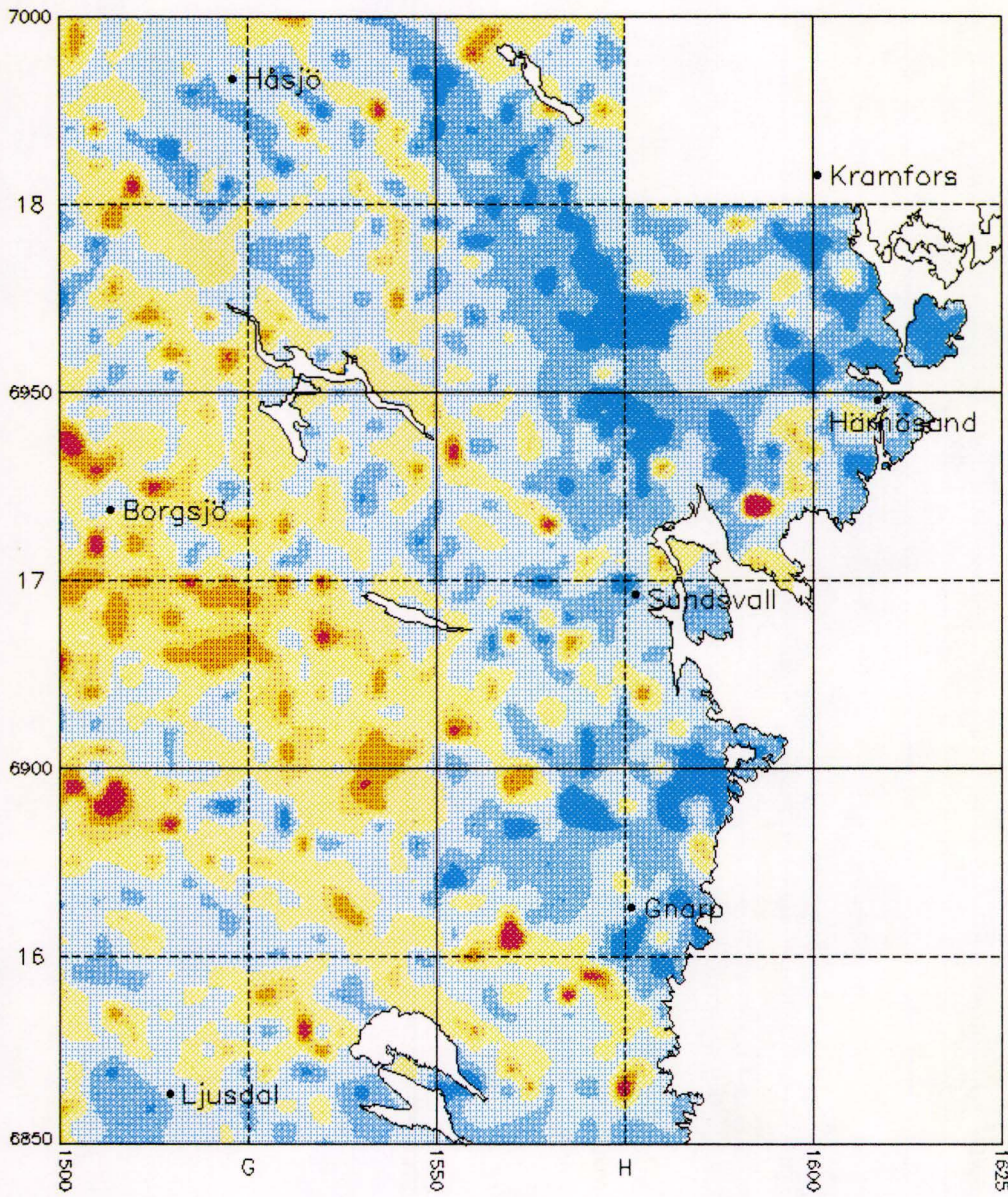 7000
Håsjö
Kramfors
18
6950
Härnösand
Borgsjö
17
Sundsvall
6900
Gnarp
16
Ljusdal
6850
1500
G
1550
H
1600
1625